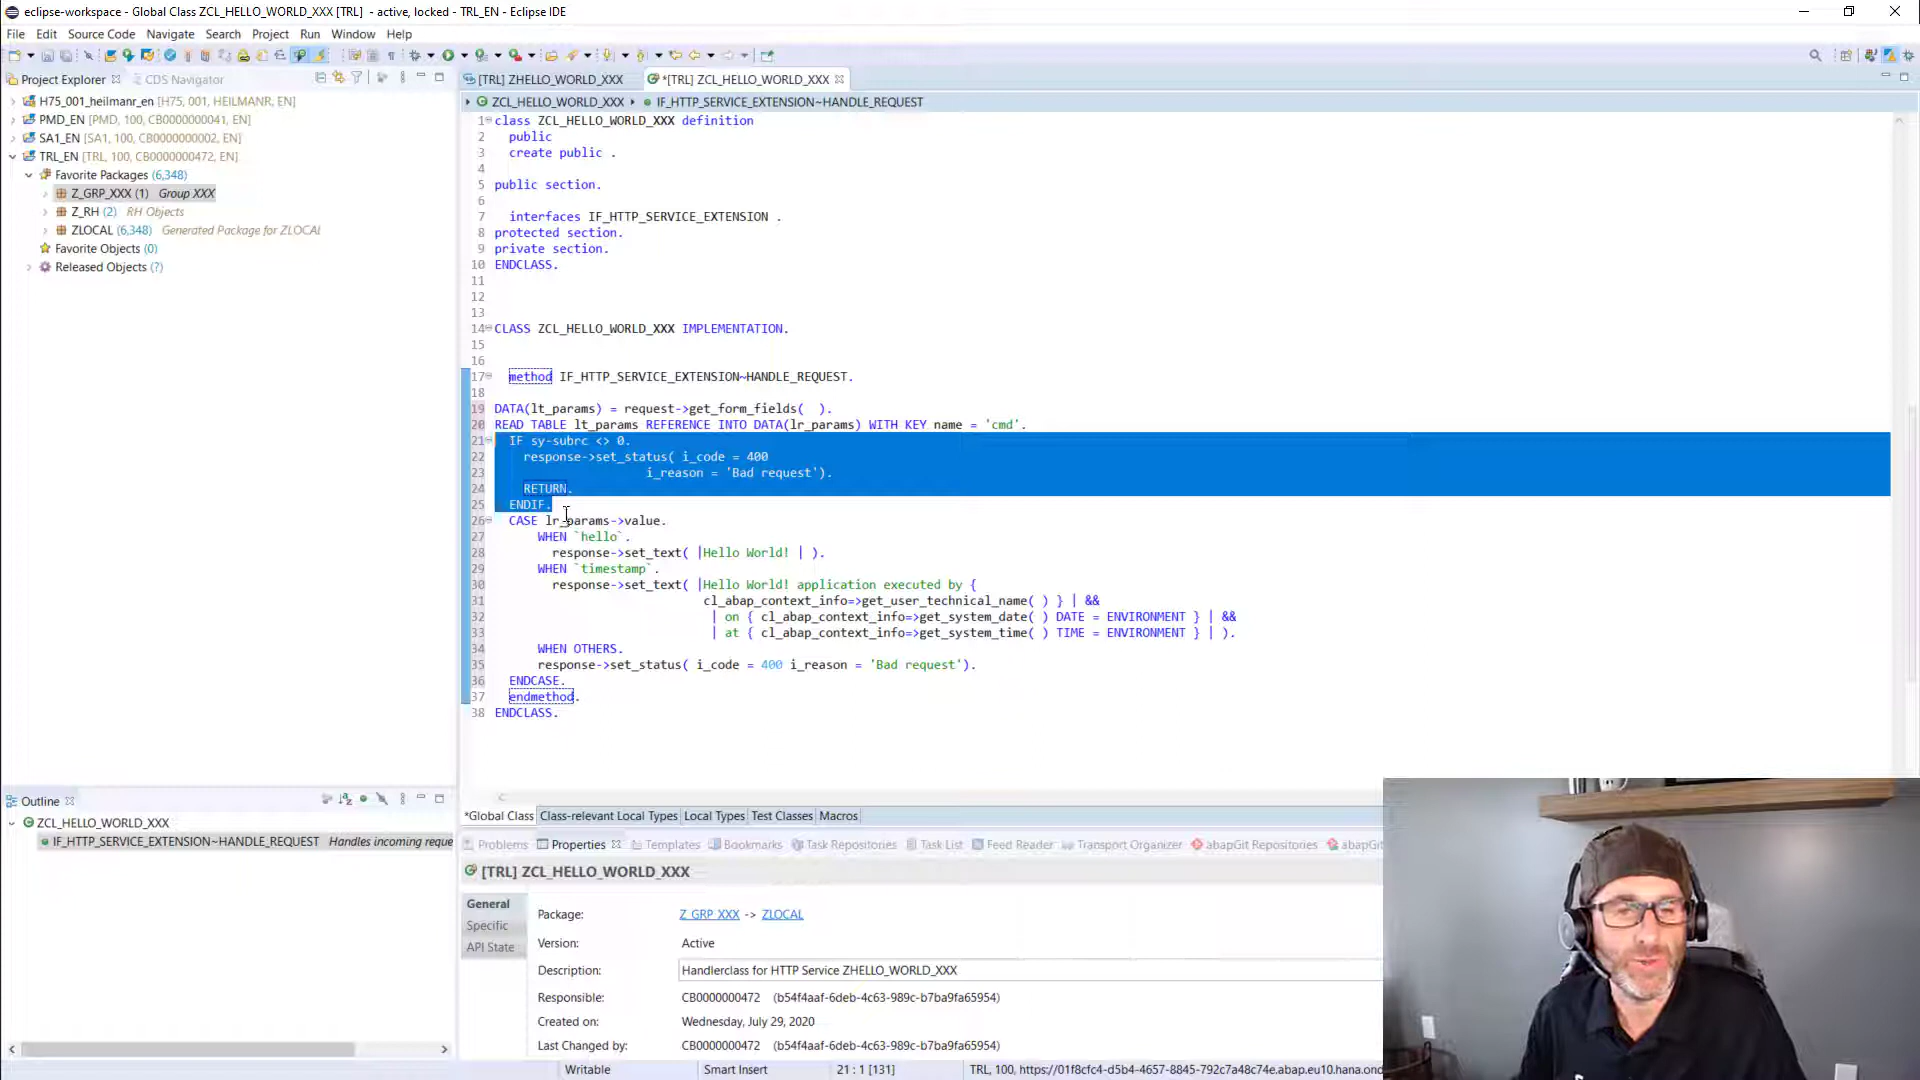 eclipse-workspace - Global Class ZCL_HELLO_WORLD_XXX [TRL]  - active, locked - TRL_EN - Eclipse IDE
File Edit Source Code Navigate Search Project Run Window Help
Project Explorer
CDS Navigator
[TRL] ZHELLO_WORLD_XXX
*[TRL] ZCL_HELLO_WORLD_XXX
H75_001_heilmanr_en [H75, 001, HEILMANR, EN]
PMD_EN [PMD, 100, CB0000000041, EN]
SA1_EN [SA1, 100, CB0000000002, EN]
TRL_EN [TRL, 100, CB0000000472, EN]
Favorite Packages (6,348)
Z_GRP_XXX (1) Group XXX
Z_RH (2) RH Objects
ZLOCAL (6,348) Generated Package for ZLOCAL
Favorite Objects (0)
Released Objects (?)
ZCL_HELLO_WORLD_XXX
IF_HTTP_SERVICE_EXTENSION~HANDLE_REQUEST
1 class ZCL_HELLO_WORLD_XXX definition
2 public
3 create public .
4
5 public section.
6
7 interfaces IF_HTTP_SERVICE_EXTENSION .
8 protected section.
9 private section.
10 ENDCLASS.
11
12
13
14 CLASS ZCL_HELLO_WORLD_XXX IMPLEMENTATION.
15
16
17 method IF_HTTP_SERVICE_EXTENSION~HANDLE_REQUEST.
18
19 DATA(lt_params) = request->get_form_fields(  ).
20 READ TABLE lt_params REFERENCE INTO DATA(lr_params) WITH KEY name = 'cmd'.
21 IF sy-subrc <> 0.
22 response->set_status( i_code = 400
23 i_reason = 'Bad request').
24 RETURN.
25 ENDIF.
26 CASE lr_params->value.
27 WHEN `hello`.
28 response->set_text( |Hello World! | ).
29 WHEN `timestamp`.
30 response->set_text( |Hello World! application executed by {
31 cl_abap_context_info=>get_user_technical_name( ) } | &&
32 | on { cl_abap_context_info=>get_system_date( ) DATE = ENVIRONMENT } | &&
33 | at { cl_abap_context_info=>get_system_time( ) TIME = ENVIRONMENT } | ).
34 WHEN OTHERS.
35 response->set_status( i_code = 400 i_reason = 'Bad request').
36 ENDCASE.
37 endmethod.
38 ENDCLASS.
Outline
ZCL_HELLO_WORLD_XXX
IF_HTTP_SERVICE_EXTENSION~HANDLE_REQUEST Handles incoming reque
*Global Class Class-relevant Local Types Local Types Test Classes Macros
Problems Properties Templates Bookmarks Task Repositories Task List Feed Reader Transport Organizer abapGit Repositories abapGi
[TRL] ZCL_HELLO_WORLD_XXX
General
Specific
API State
Package: Z_GRP_XXX -> ZLOCAL
Version: Active
Description: Handlerclass for HTTP Service ZHELLO_WORLD_XXX
Responsible: CB0000000472 (b54f4aaf-6deb-4c63-989c-b7ba9fa65954)
Created on: Wednesday, July 29, 2020
Last Changed by: CB0000000472 (b54f4aaf-6deb-4c63-989c-b7ba9fa65954)
Writable Smart Insert 21 : 1 [131] TRL, 100, https://01f8cfc4-d5b4-4657-8845-792c7a48c74e.abap.eu10.hana.ond